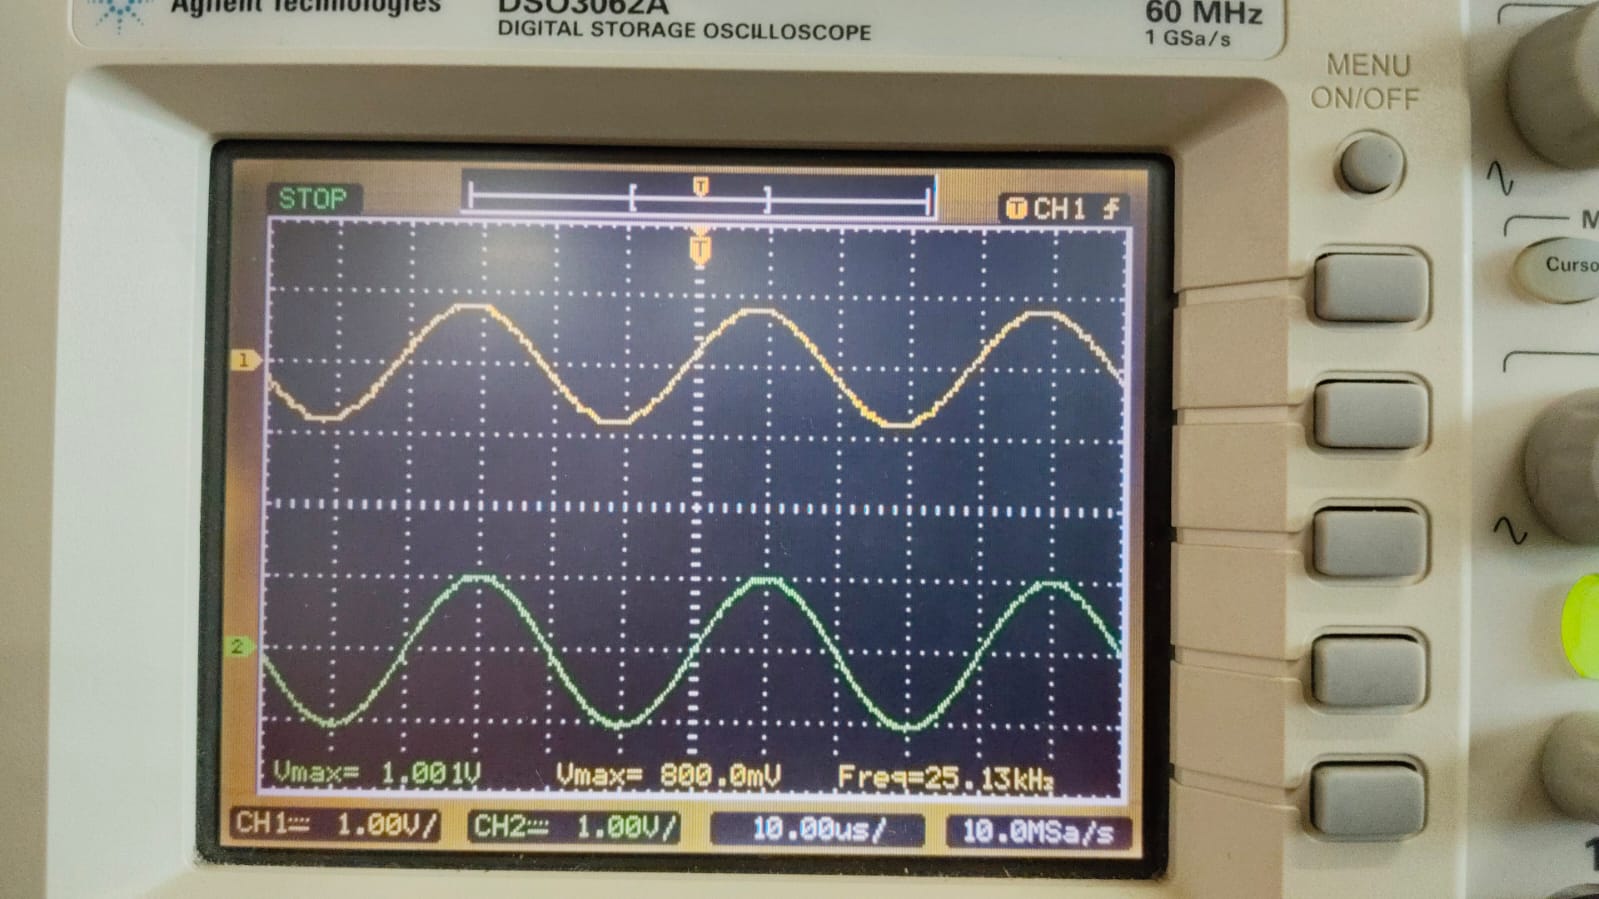 Agilent Technologies
DSO3062A
DIGITAL STORAGE OSCILLOSCOPE
60 MHz
1 GSa/s
MENU
ON/OFF
STOP
T
T CH1
T
Curso
1
2
Vmax= 1.001V Vmax= 800.0mV Freq=25.13kHz
CH1 1.00V/ CH2 1.00V/ 10.00us/ 10.0MSa/s